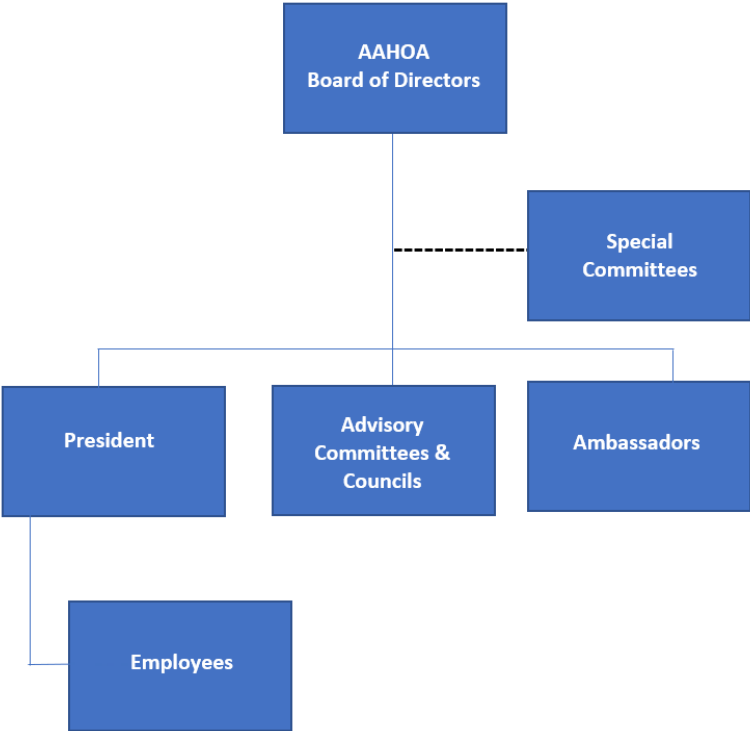 AAHOA
Board of Directors
Special
Committees
President
Advisory
Committees &
Councils
Ambassadors
Employees